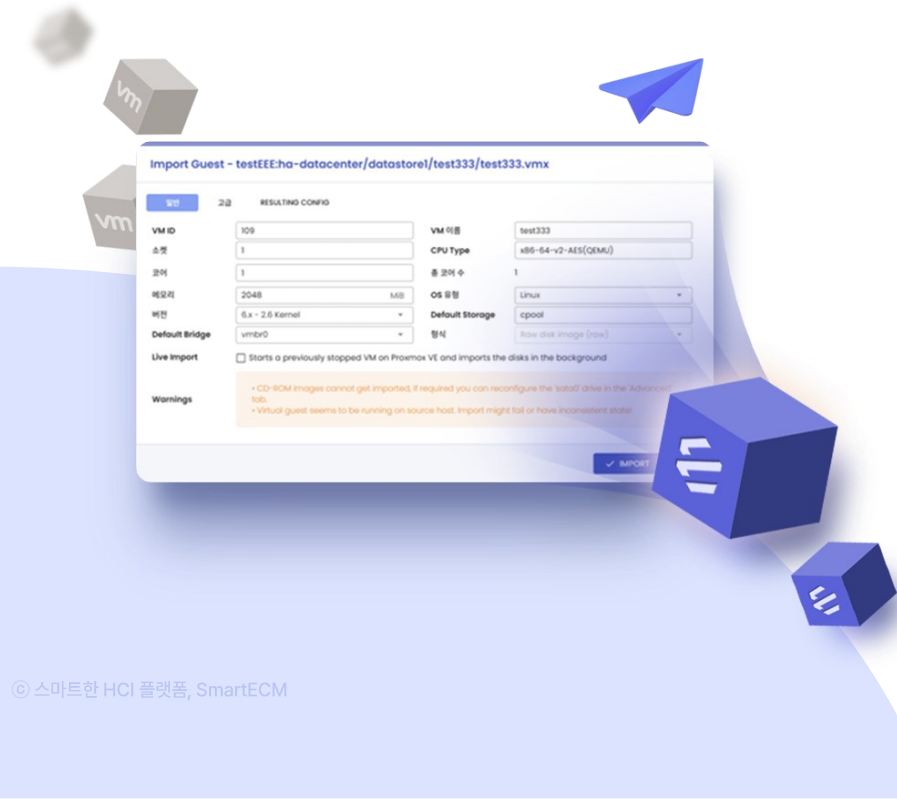 vm
vm
Import Guest - testEEE:ha-datacenter/datastore1/test333/test333.vmx
일반 고급 RESULTING CONFIG
VM ID 109 VM 이름 test333
소켓 1 CPU Type x86-64-v2-AES(QEMU)
코어 1 총 코어 수 1
메모리 2048 MiB OS 유형 Linux
버전 6.x - 2.6 Kernel Default Storage cpool
Default Bridge vmbr0 형식 Raw disk image (raw)
Live Import Starts a previously stopped VM on Proxmox VE and imports the disks in the background
Warnings
• CD-ROM images cannot get imported, if required you can reconfigure the 'sata0' drive in the 'Advanced'
tab.
• Virtual guest seems to be running on source host. Import might fail or have inconsistent state!
IMPORT
ⓒ 스마트한 HCI 플랫폼, SmartECM